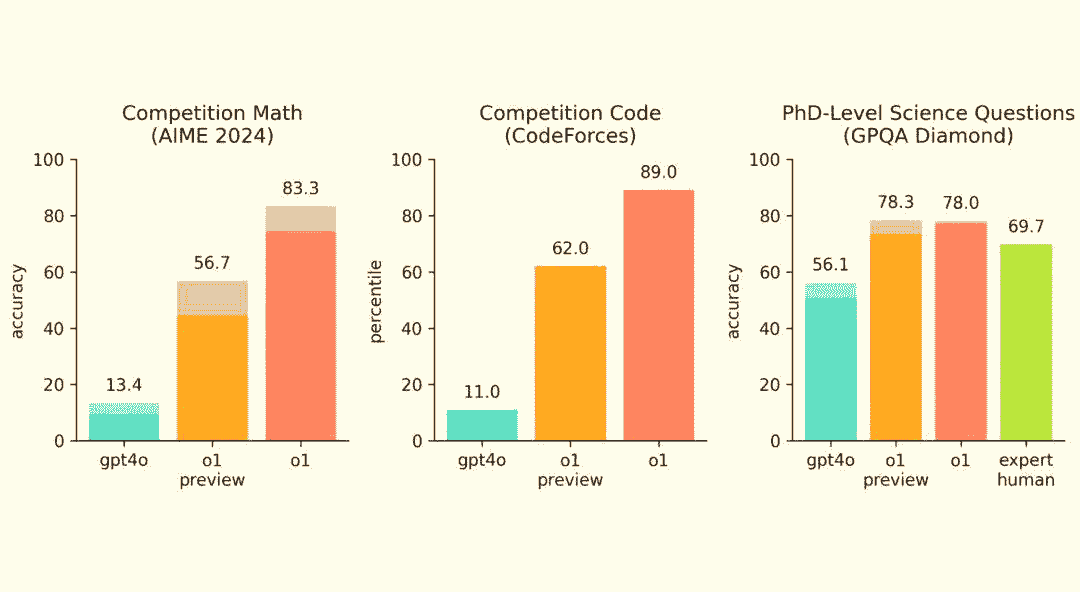 Competition Math
(AIME 2024)
accuracy
100
80
60
40
20
0
13.4
56.7
83.3
gpt4o
o1
preview
o1
Competition Code
(CodeForces)
percentile
100
80
60
40
20
0
11.0
62.0
89.0
gpt4o
o1
preview
o1
PhD-Level Science Questions
(GPQA Diamond)
accuracy
100
80
60
40
20
0
56.1
78.3
78.0
69.7
gpt4o
o1
preview
o1
expert
human